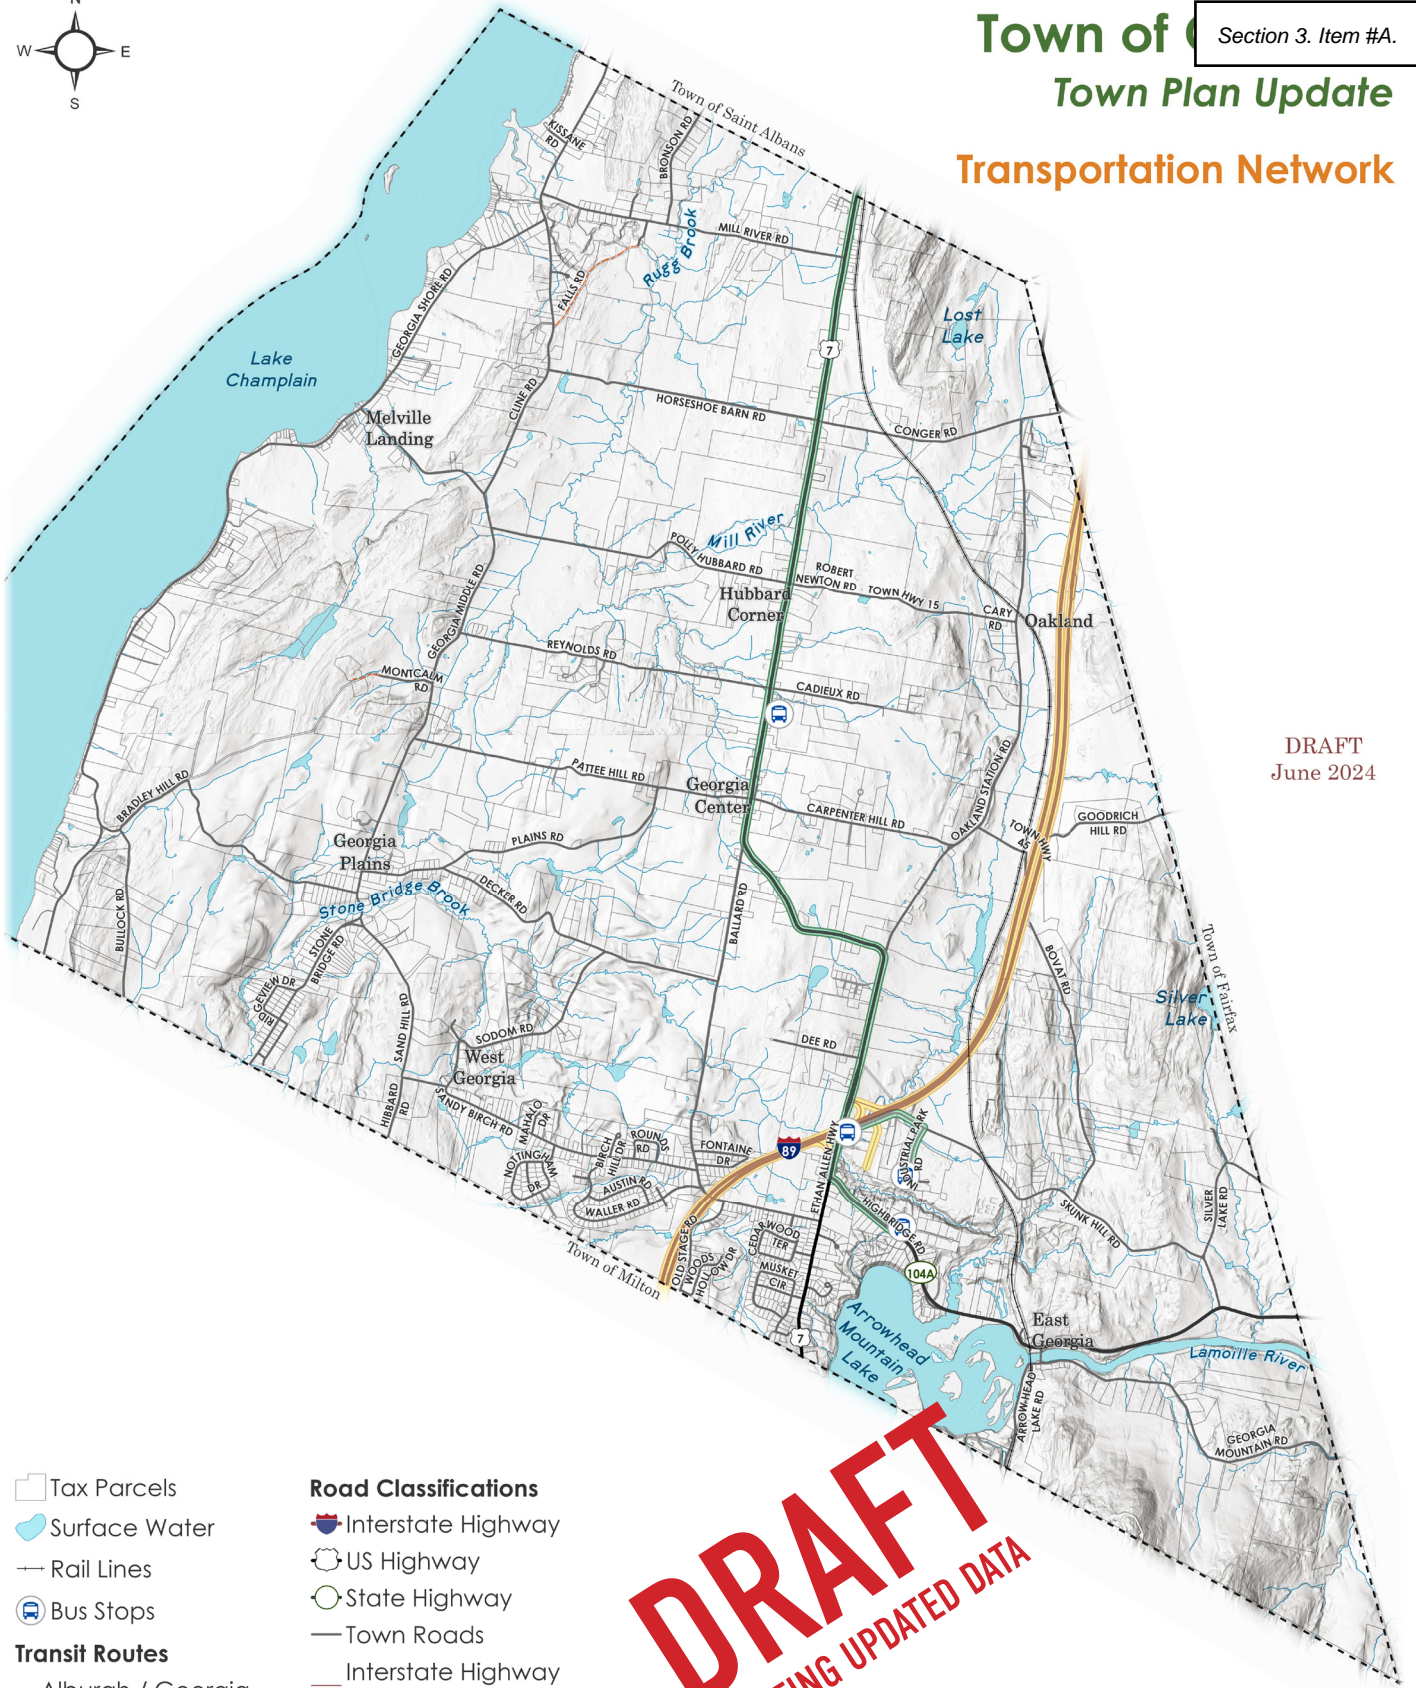 N
W
E
S
Town of
Section 3. Item #A.
Town Plan Update
Transportation Network
Town of Saint Albans
KISSANE
RD
BRONSON RD
Rugg Brook
MILL RIVER RD
FALLS RD
GEORGIA SHORE RD
Lost
Lake
7
Lake
Champlain
CLINE RD
HORSESHOE BARN RD
CONGER RD
Melville
Landing
Mill River
POLLY HUBBARD RD
ROBERT
NEWTON RD
TOWN HWY 15
CARY
RD
Hubbard
Corner
Oakland
GEORGIA MIDDLE RD
REYNOLDS RD
MONTCALM
RD
CADIEUX RD
DRAFT
June 2024
PATTEE HILL RD
Georgia
Center
BRADLEY HILL RD
CARPENTER HILL RD
OAKLAND STATION RD
TOWN HWY
45
GOODRICH
HILL RD
PLAINS RD
Georgia
Plains
DECKER RD
Stone Bridge Brook
BULLOCK RD
BALLARD RD
STONE
BRIDGE RD
BOVAT RD
Town of Fairfax
Silver
Lake
RIDGEVIEW DR
SAND HILL RD
SODOM RD
DEE RD
West
Georgia
HIBBARD
RD
SANDY BIRCH RD
MAHALO
DR
BIRCH
HILL DR
ROUNDS
RD
FONTAINE
DR
89
ETHAN ALLEN HWY
INDUSTRIAL PARK
RD
NOTTINGHAM
DR
AUSTIN RD
WALLER RD
HIGHBRIDGE RD
SKUNK HILL RD
SILVER
LAKE RD
OLD STAGE RD
WOODS
HOLLOW DR
CEDARWOOD
TER
MUSKET
CIR
Town of Milton
104A
7
Arrowhead
Mountain
Lake
East
Georgia
Lamoille River
ARROWHEAD
LAKE RD
GEORGIA
MOUNTAIN RD
Tax Parcels
Surface Water
Rail Lines
Bus Stops
Transit Routes
Alburgh / Georgia
Road Classifications
Interstate Highway
US Highway
State Highway
Town Roads
Interstate Highway
DRAFT
UPDATED DATA